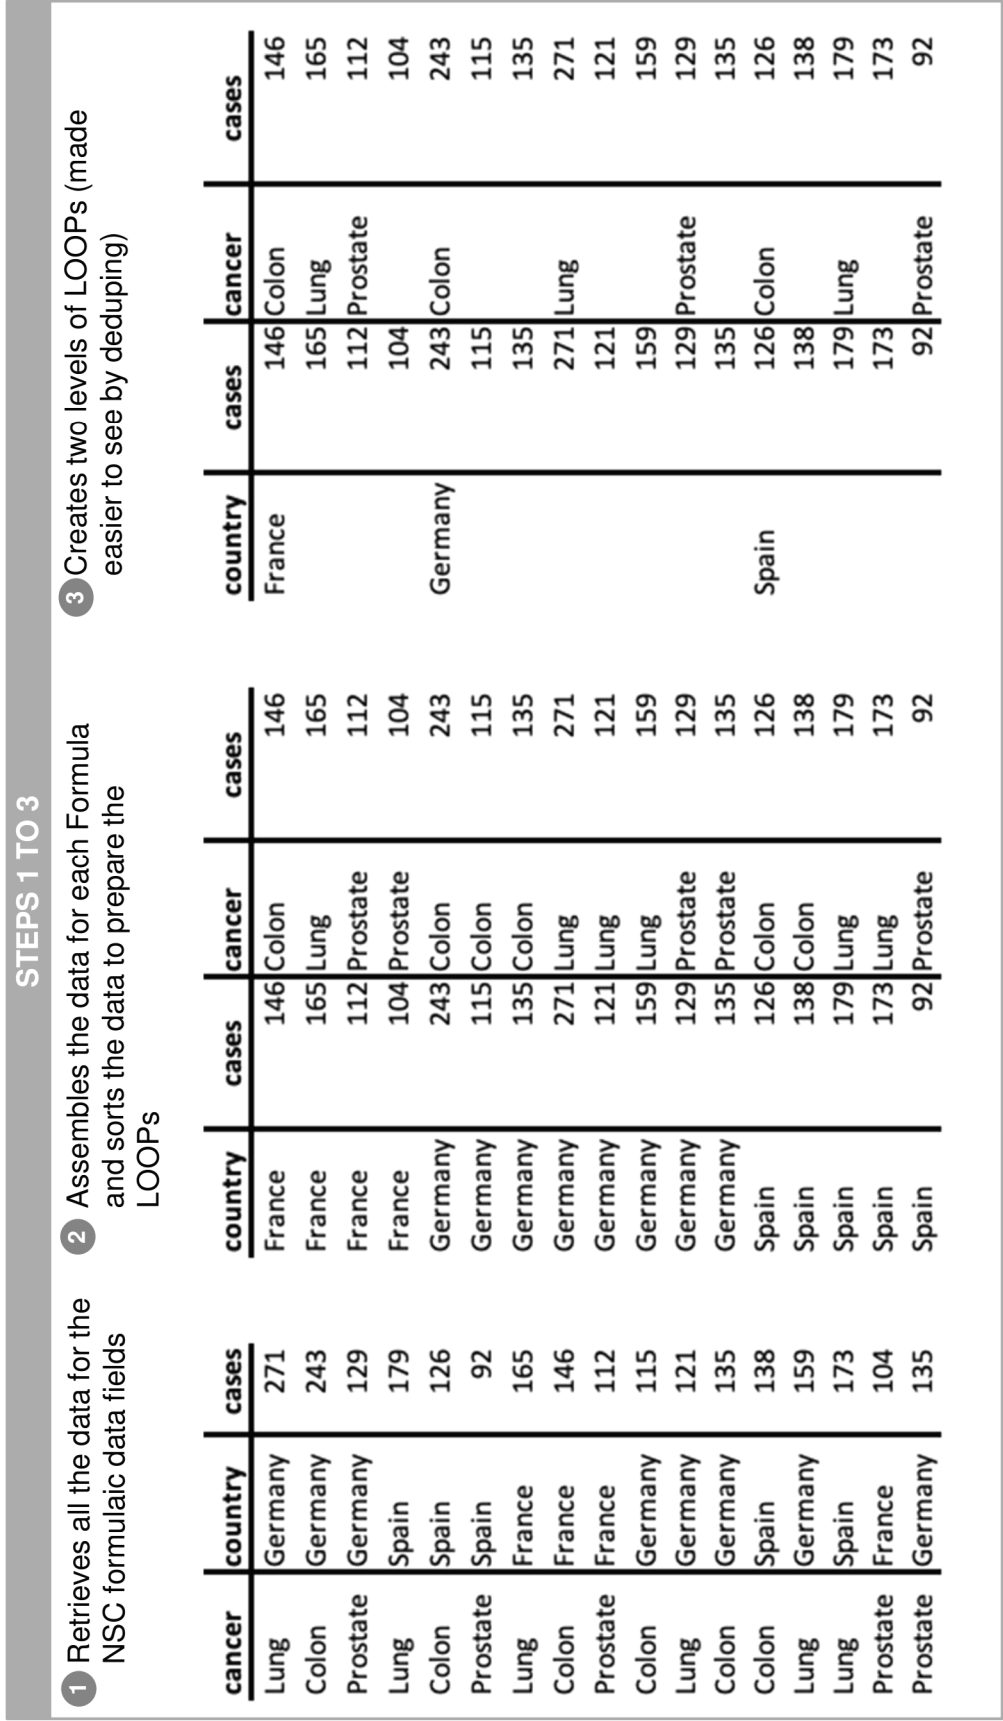 STEPS 1 TO 3
1 Retrieves all the data for the
NSC formulaic data fields
cancer country cases
Lung Germany 271
Colon Germany 243
Prostate Germany 129
Lung Spain 179
Colon Spain 126
Prostate Spain 92
Lung France 165
Colon France 146
Prostate France 112
Colon Germany 115
Lung Germany 121
Colon Germany 135
Colon Spain 138
Lung Germany 159
Lung Spain 173
Prostate France 104
Prostate Germany 135
2 Assembles the data for each Formula
and sorts the data to prepare the
LOOPs
country cases cancer cases
France 146 Colon 146
France 165 Lung 165
France 112 Prostate 112
France 104 Prostate 104
Germany 243 Colon 243
Germany 115 Colon 115
Germany 135 Colon 135
Germany 271 Lung 271
Germany 121 Lung 121
Germany 159 Lung 159
Germany 129 Prostate 129
Germany 135 Prostate 135
Spain 126 Colon 126
Spain 138 Colon 138
Spain 179 Lung 179
Spain 173 Lung 173
Spain 92 Prostate 92
3 Creates two levels of LOOPs (made
easier to see by deduping)
country cases cancer cases
France 146 Colon 146
165 Lung 165
112 Prostate 112
104 104
Germany 243 Colon 243
115 115
135 135
271 Lung 271
121 121
159 159
129 Prostate 129
135 135
Spain 126 Colon 126
138 138
179 Lung 179
173 173
92 Prostate 92